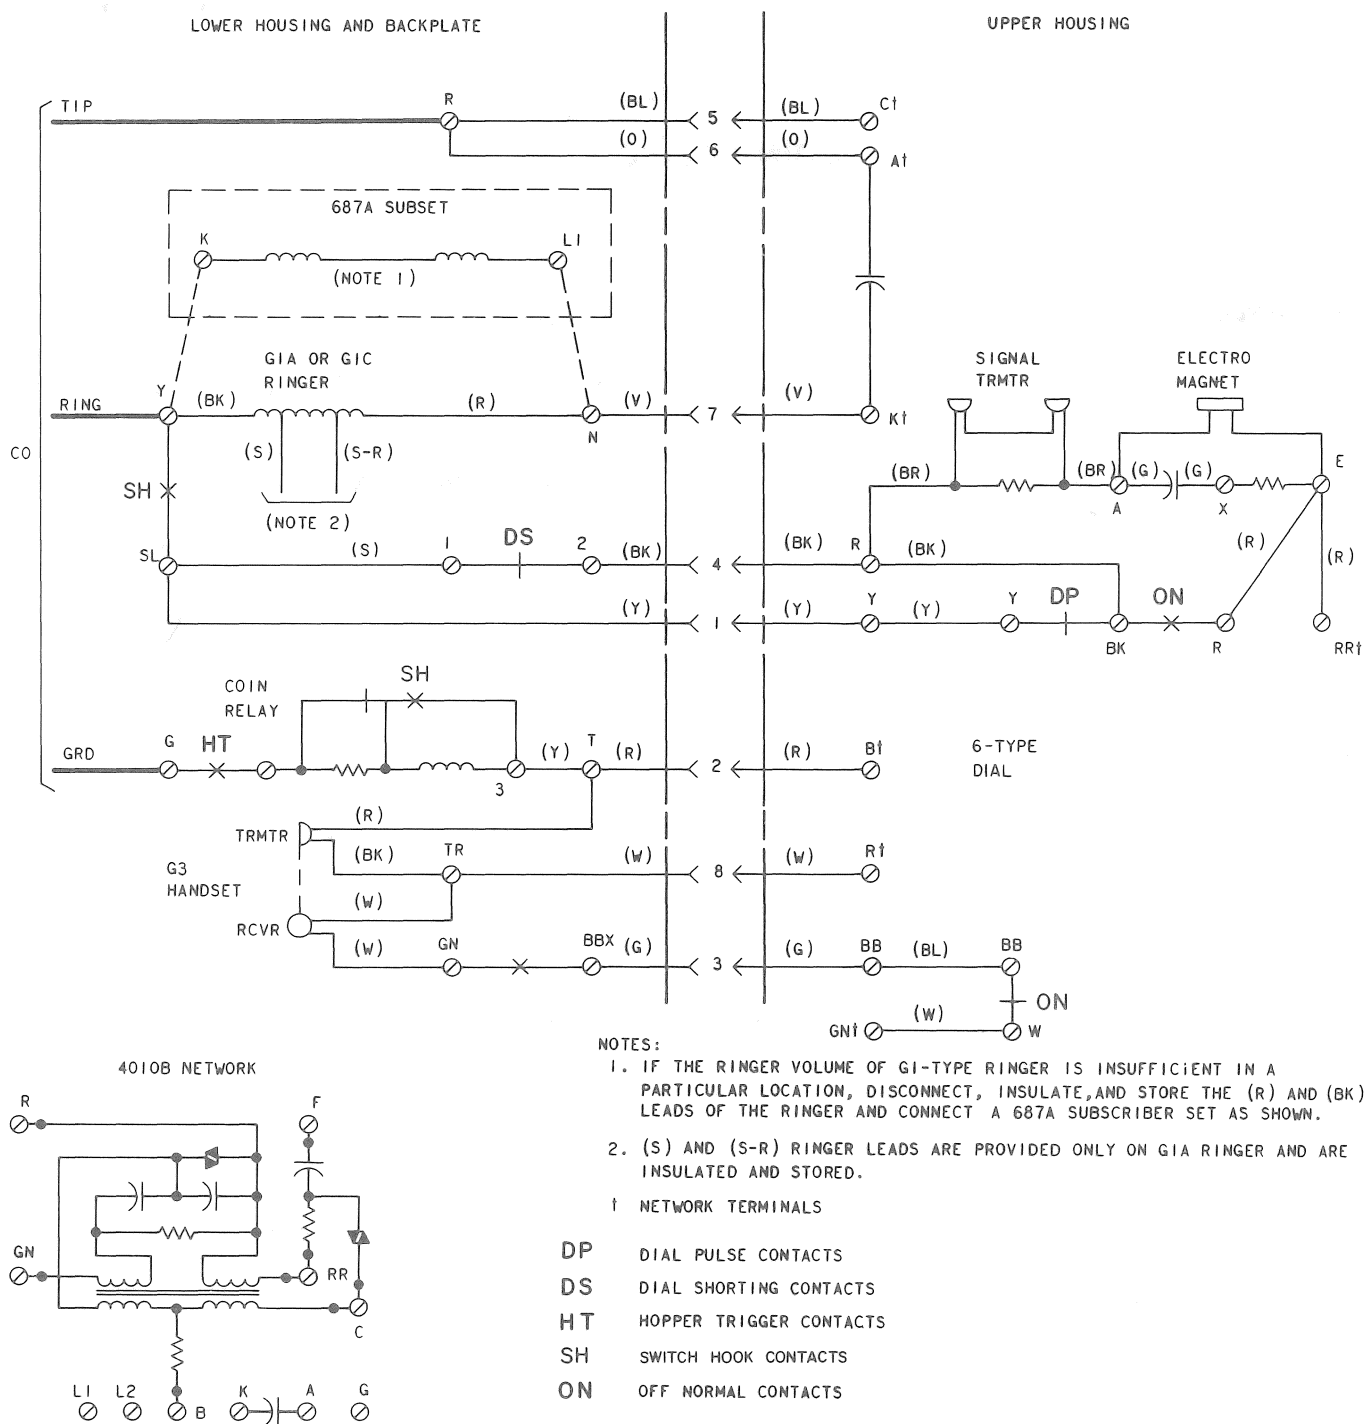 LOWER HOUSING AND BACKPLATE
UPPER HOUSING
TIP
R
(BL)
5
(BL)
C†
(O)
6
(O)
A†
687A SUBSET
K
L1
(NOTE 1)
G1A OR G1C
RINGER
SIGNAL
TRMTR
ELECTRO
MAGNET
RING
Y
(BK)
(R)
N
(V)
7
(V)
K†
CO
(S)
(S-R)
(NOTE 2)
SH
(BR)
(BR)
(G)
(G)
E
A
X
SL
(S)
1
DS
2
(BK)
4
(BK)
R
(BK)
(R)
(R)
(Y)
1
(Y)
Y
(Y)
Y
DP
BK
ON
R
RR†
COIN
RELAY
SH
GRD
G
HT
3
(Y)
T
(R)
2
(R)
B†
6-TYPE
DIAL
TRMTR
(R)
(BK)
TR
(W)
8
(W)
R†
G3
HANDSET
(W)
RCVR
(W)
GN
BBX
(G)
3
(G)
BB
(BL)
BB
ON
GN†
(W)
W
4010B NETWORK
R
F
GN
RR
C
L1
L2
B
K
A
G
NOTES:
1. IF THE RINGER VOLUME OF G1-TYPE RINGER IS INSUFFICIENT IN A
PARTICULAR LOCATION, DISCONNECT, INSULATE, AND STORE THE (R) AND (BK)
LEADS OF THE RINGER AND CONNECT A 687A SUBSCRIBER SET AS SHOWN.
2. (S) AND (S-R) RINGER LEADS ARE PROVIDED ONLY ON G1A RINGER AND ARE
INSULATED AND STORED.
† NETWORK TERMINALS
DP DIAL PULSE CONTACTS
DS DIAL SHORTING CONTACTS
HT HOPPER TRIGGER CONTACTS
SH SWITCH HOOK CONTACTS
ON OFF NORMAL CONTACTS